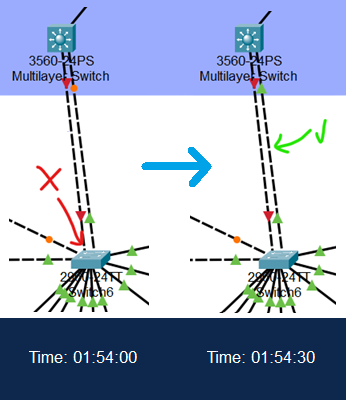 3560-24PS
Multilayer Switch
3560-24PS
Multilayer Switch
Switch6
Switch6
Time: 01:54:00
Time: 01:54:30